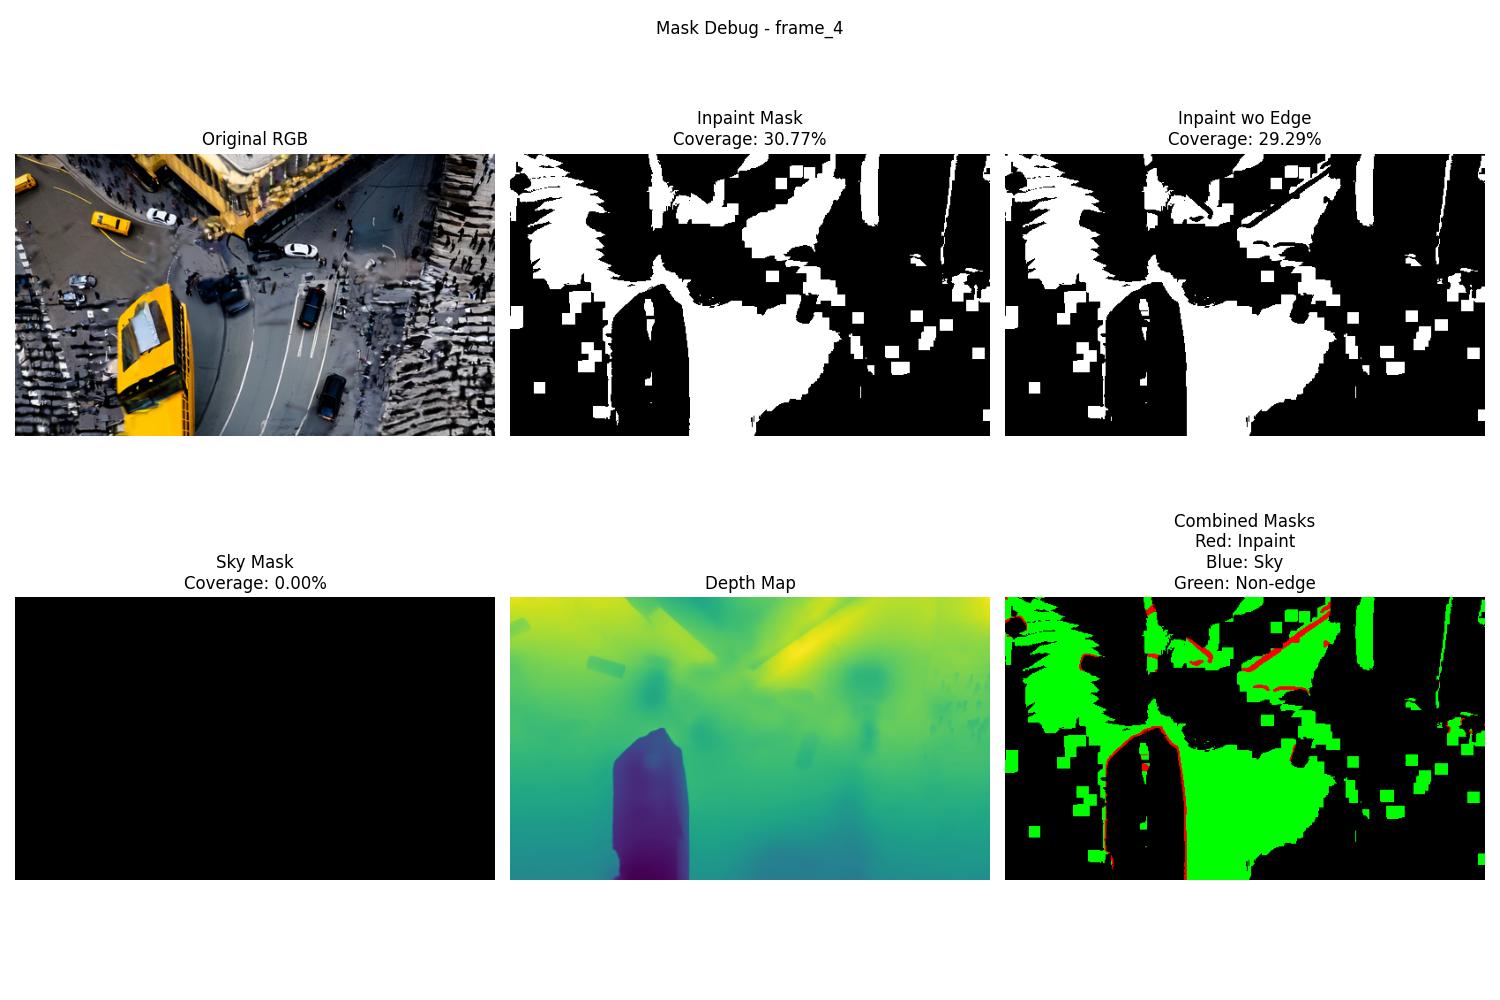 Mask Debug - frame_4
Original RGB
Inpaint Mask
Coverage: 30.77%
Inpaint wo Edge
Coverage: 29.29%
Sky Mask
Coverage: 0.00%
Depth Map
Combined Masks
Red: Inpaint
Blue: Sky
Green: Non-edge